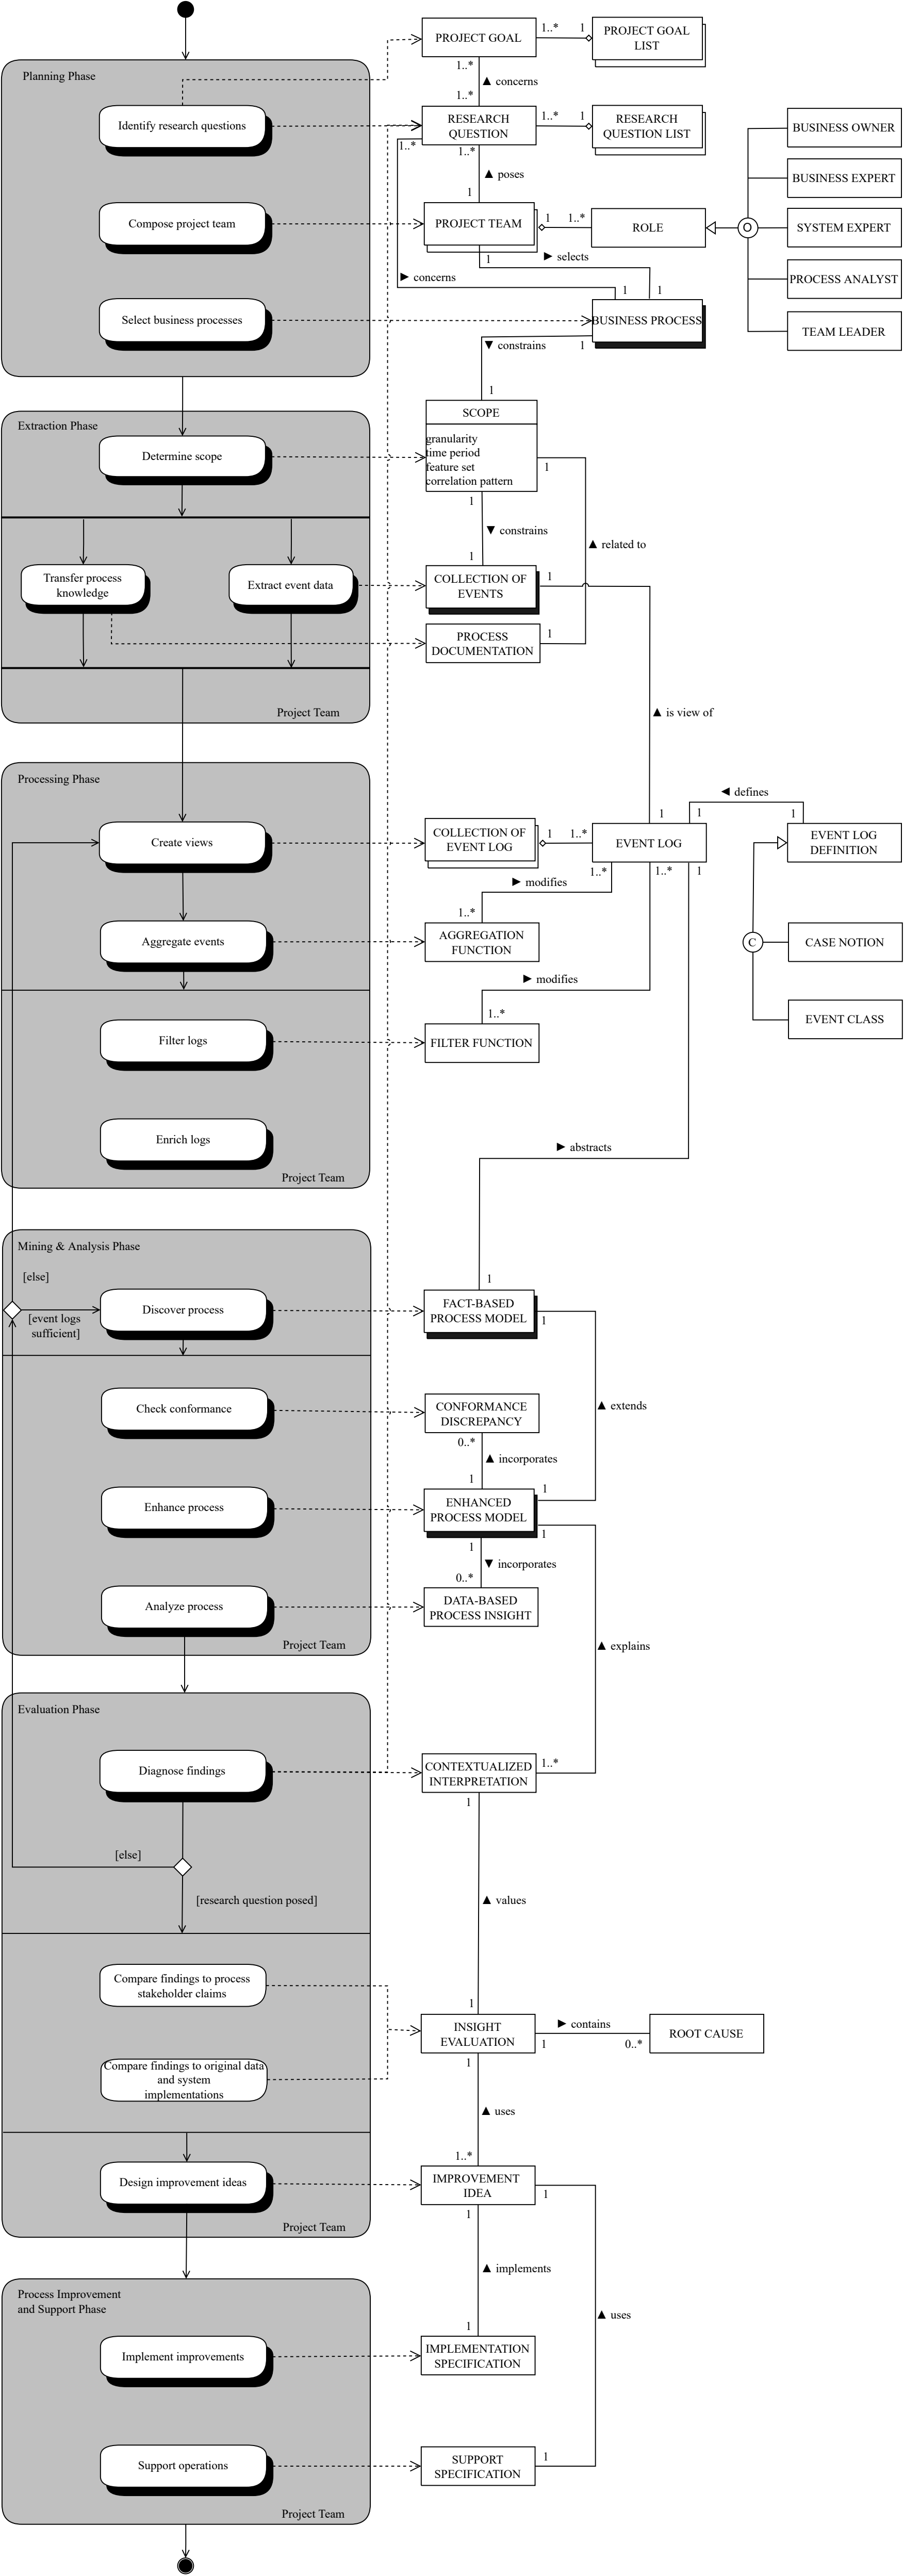 PROJECT GOAL
1..*
1
PROJECT GOAL
LIST
Planning Phase
1..*
▲ concerns
1..*
Identify research questions
RESEARCH
QUESTION
1..*
1
RESEARCH
QUESTION LIST
BUSINESS OWNER
1..*
1..*
▲ poses
BUSINESS EXPERT
1
Compose project team
PROJECT TEAM
1
1..*
ROLE
O
SYSTEM EXPERT
1
► selects
► concerns
PROCESS ANALYST
1
1
Select business processes
BUSINESS PROCESS
TEAM LEADER
▼ constrains
1
1
Extraction Phase
SCOPE
granularity
time period
feature set
correlation pattern
Determine scope
1
1
▼ constrains
▲ related to
1
Transfer process
knowledge
Extract event data
COLLECTION OF
EVENTS
1
PROCESS
DOCUMENTATION
1
Project Team
▲ is view of
Processing Phase
◄ defines
1
1
1
Create views
COLLECTION OF
EVENT LOG
1
1..*
EVENT LOG
EVENT LOG
DEFINITION
1..*
1..*
1
► modifies
1..*
Aggregate events
AGGREGATION
FUNCTION
C
CASE NOTION
► modifies
1..*
EVENT CLASS
Filter logs
FILTER FUNCTION
Enrich logs
► abstracts
Project Team
Mining & Analysis Phase
[else]
1
Discover process
FACT-BASED
PROCESS MODEL
[event logs
sufficient]
1
Check conformance
CONFORMANCE
DISCREPANCY
▲ extends
0..*
▲ incorporates
1
1
Enhance process
ENHANCED
PROCESS MODEL
1
1
▼ incorporates
0..*
Analyze process
DATA-BASED
PROCESS INSIGHT
Project Team
▲ explains
Evaluation Phase
Diagnose findings
CONTEXTUALIZED
INTERPRETATION
1..*
1
[else]
[research question posed]
▲ values
Compare findings to process
stakeholder claims
1
INSIGHT
EVALUATION
► contains
1
0..*
ROOT CAUSE
1
Compare findings to original data
and system
implementations
▲ uses
1..*
Design improvement ideas
IMPROVEMENT
IDEA
1
1
Project Team
▲ implements
Process Improvement
and Support Phase
▲ uses
1
Implement improvements
IMPLEMENTATION
SPECIFICATION
Support operations
SUPPORT
SPECIFICATION
1
Project Team